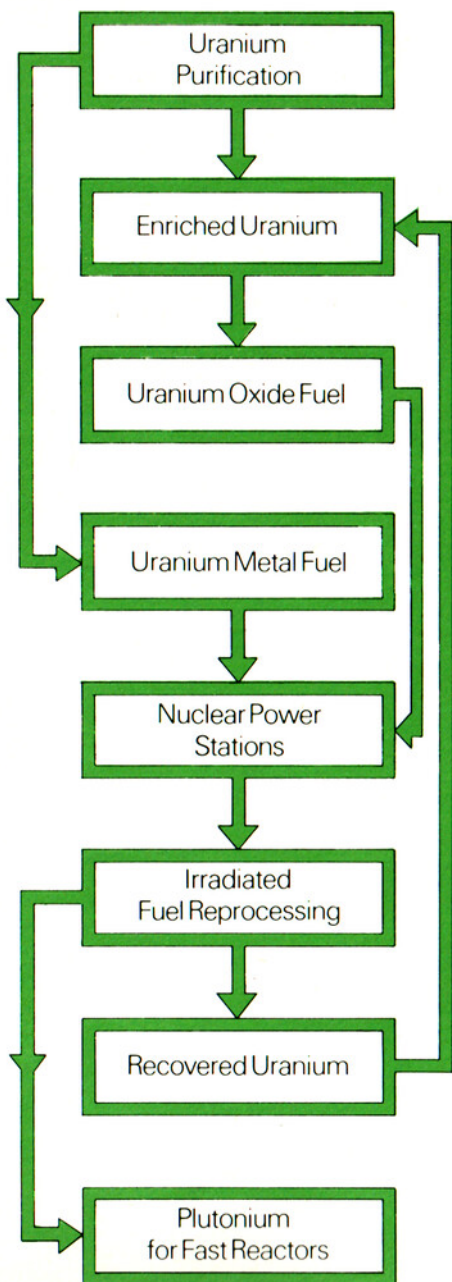 Uranium
Purification
Enriched Uranium
Uranium Oxide Fuel
Uranium Metal Fuel
Nuclear Power
Stations
Irradiated
Fuel Reprocessing
Recovered Uranium
Plutonium
for Fast Reactors